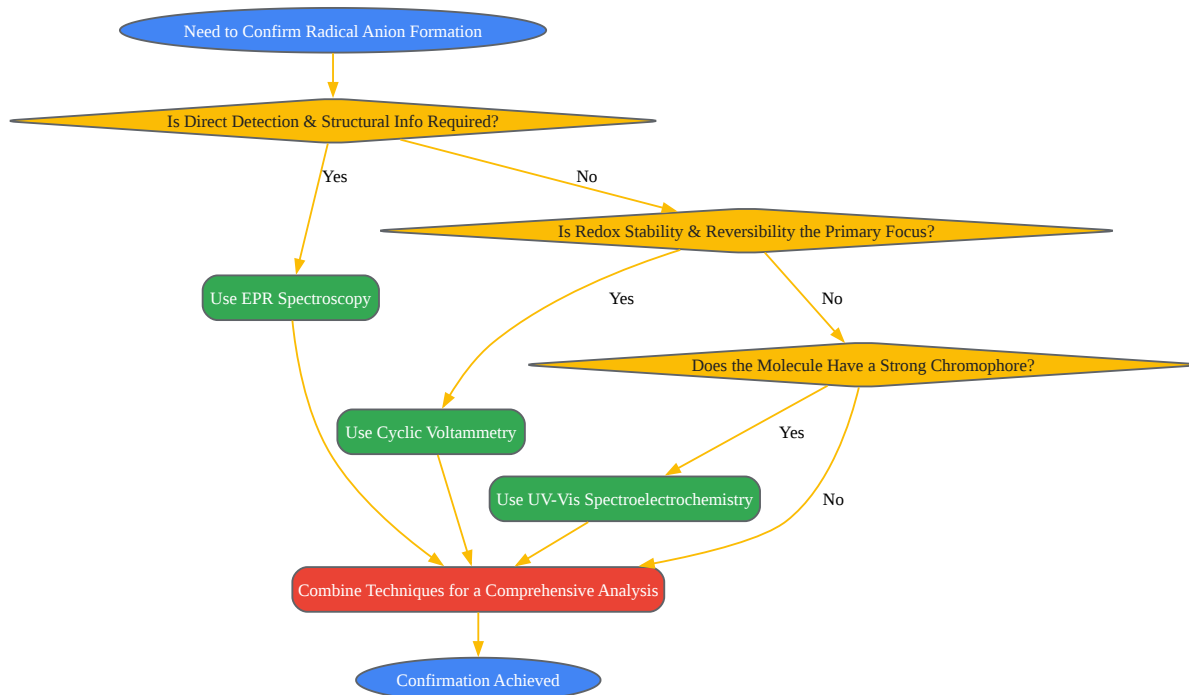 Need to Confirm Radical Anion Formation
Is Direct Detection & Structural Info Required?
Yes
No
Is Redox Stability & Reversibility the Primary Focus?
Use EPR Spectroscopy
Yes
No
Does the Molecule Have a Strong Chromophore?
Use Cyclic Voltammetry
Yes
Use UV-Vis Spectroelectrochemistry
No
Combine Techniques for a Comprehensive Analysis
Confirmation Achieved